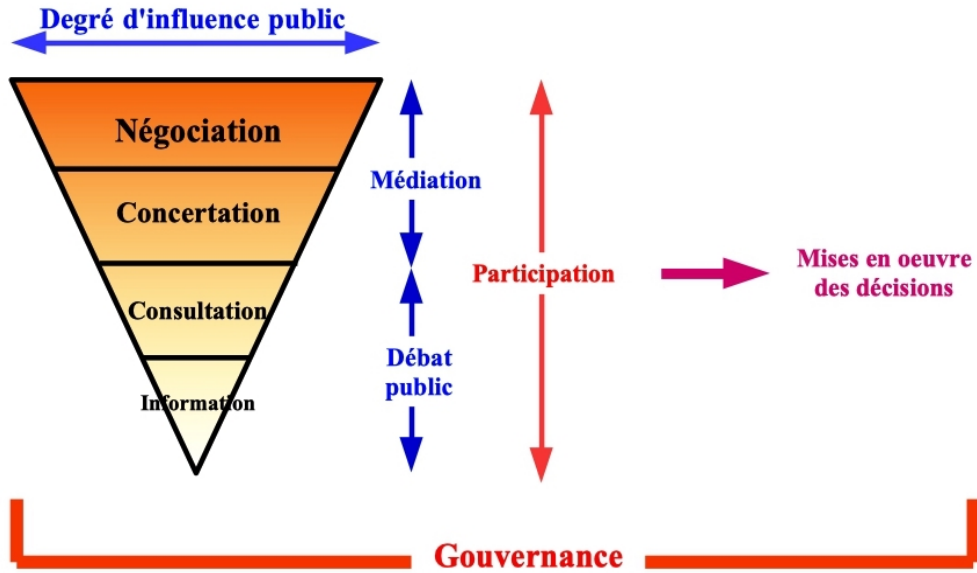 Degré d'influence public
Négociation
Concertation
Consultation
Information
Médiation
Débat
public
Participation
Mises en oeuvre
des décisions
Gouvernance